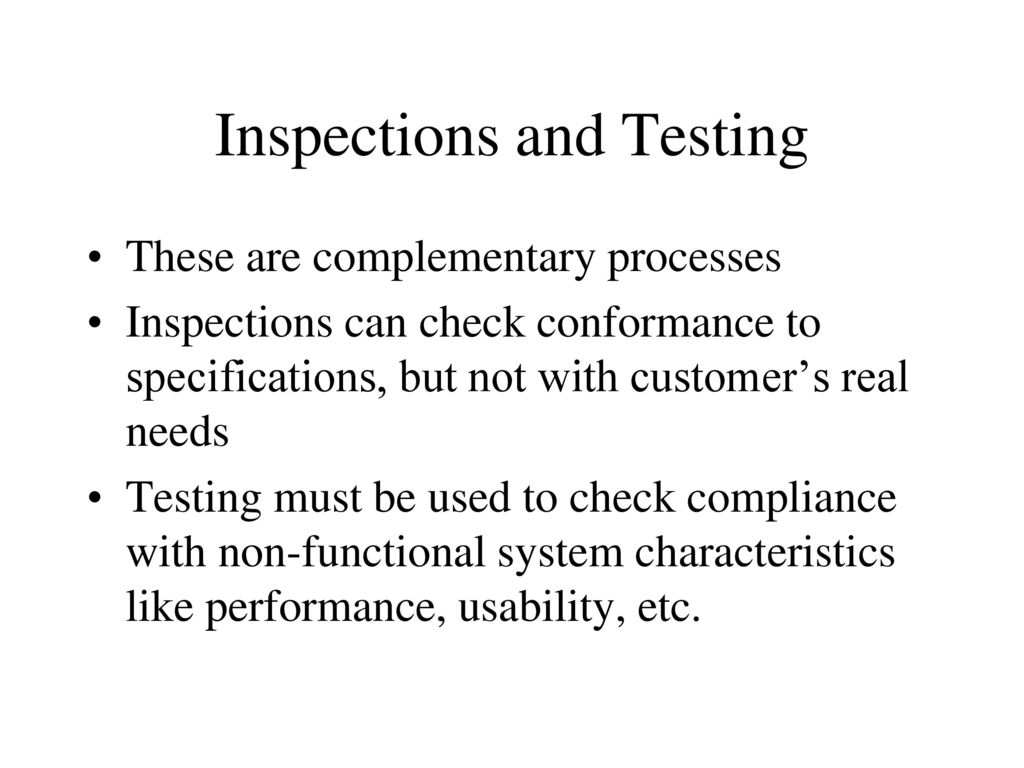 Inspections and Testing
• These are complementary processes
• Inspections can check conformance to
specifications, but not with customer’s real
needs
• Testing must be used to check compliance
with non-functional system characteristics
like performance, usability, etc.